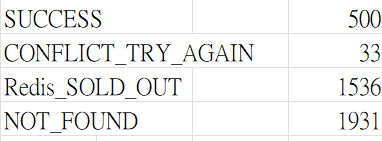 SUCCESS 500
CONFLICT_TRY_AGAIN 33
Redis_SOLD_OUT 1536
NOT_FOUND 1931